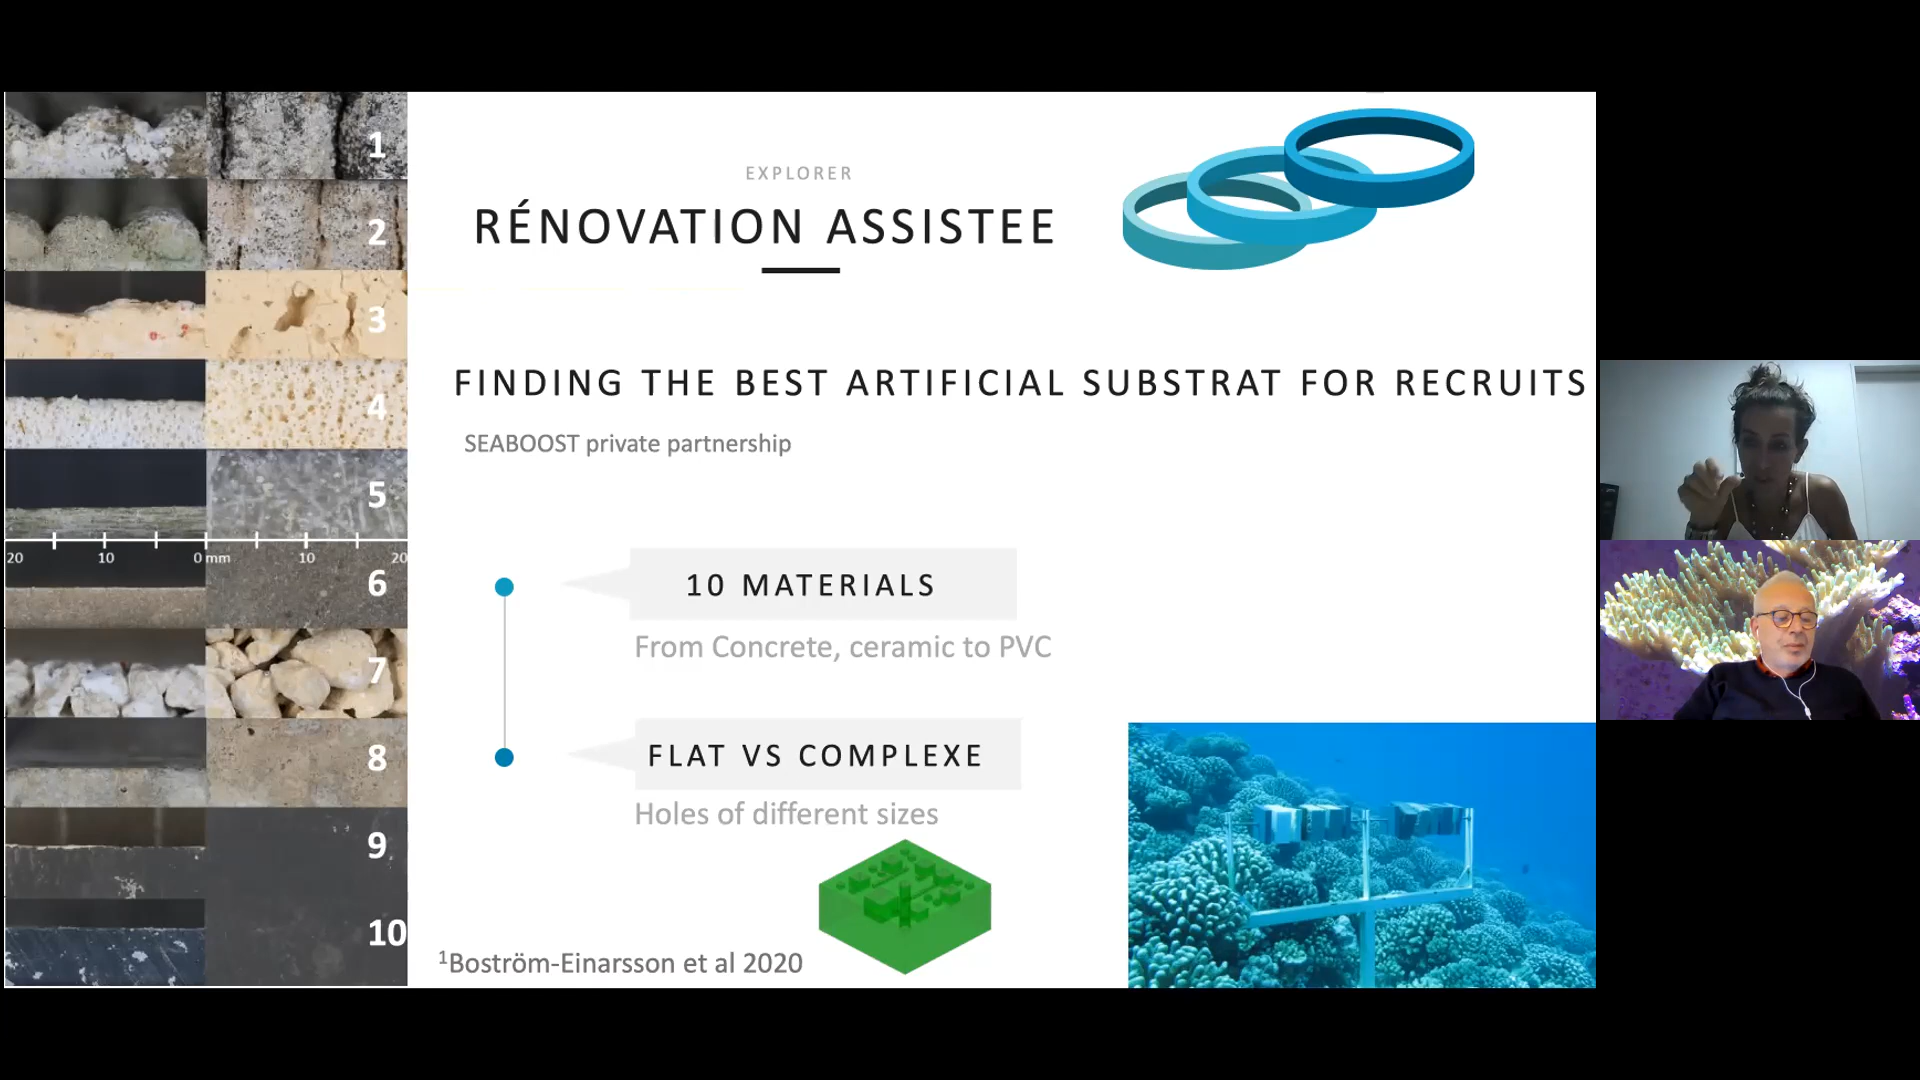 EXPLORER
RÉNOVATION ASSISTEE
FINDING THE BEST ARTIFICIAL SUBSTRAT FOR RECRUITS
SEABOOST private partnership
10 MATERIALS
From Concrete, ceramic to PVC
FLAT VS COMPLEXE
Holes of different sizes
¹Boström-Einarsson et al 2020
1
2
3
4
5
20 10 0 mm 10 20
6
7
8
9
10